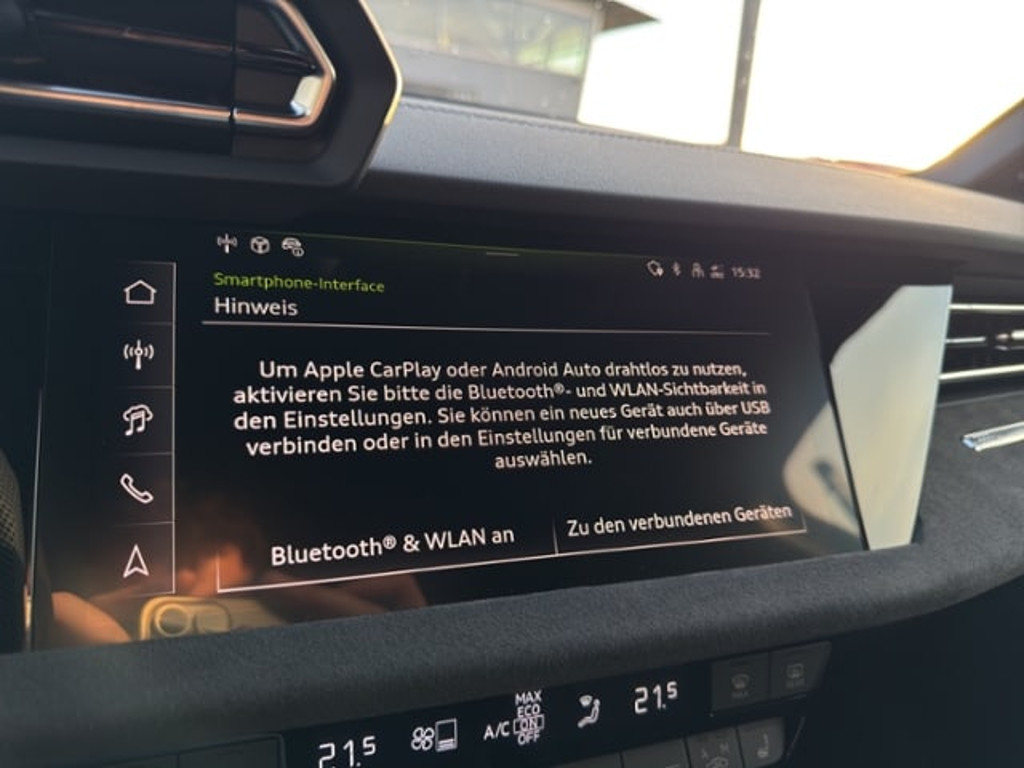 15:32
Smartphone-Interface
Hinweis
Um Apple CarPlay oder Android Auto drahtlos zu nutzen,
aktivieren Sie bitte die Bluetooth®- und WLAN-Sichtbarkeit in
den Einstellungen. Sie können ein neues Gerät auch über USB
verbinden oder in den Einstellungen für verbundene Geräte
auswählen.
Bluetooth® & WLAN an
Zu den verbundenen Geräten
21.5
A/C
MAX
ECO
ON
OFF
21.5